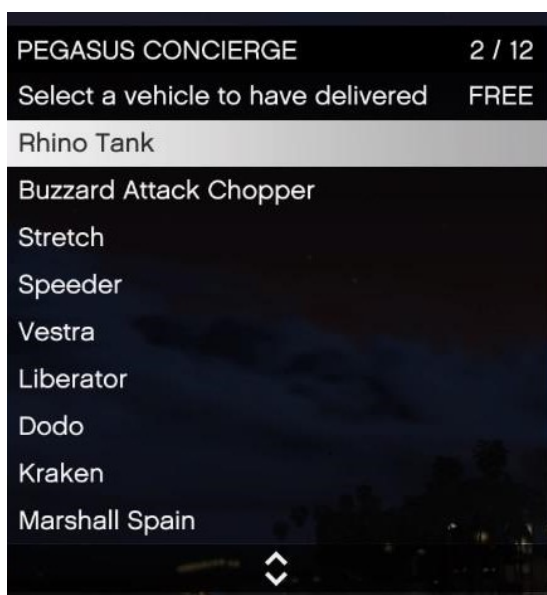 PEGASUS CONCIERGE 2 / 12
Select a vehicle to have delivered FREE
Rhino Tank
Buzzard Attack Chopper
Stretch
Speeder
Vestra
Liberator
Dodo
Kraken
Marshall Spain